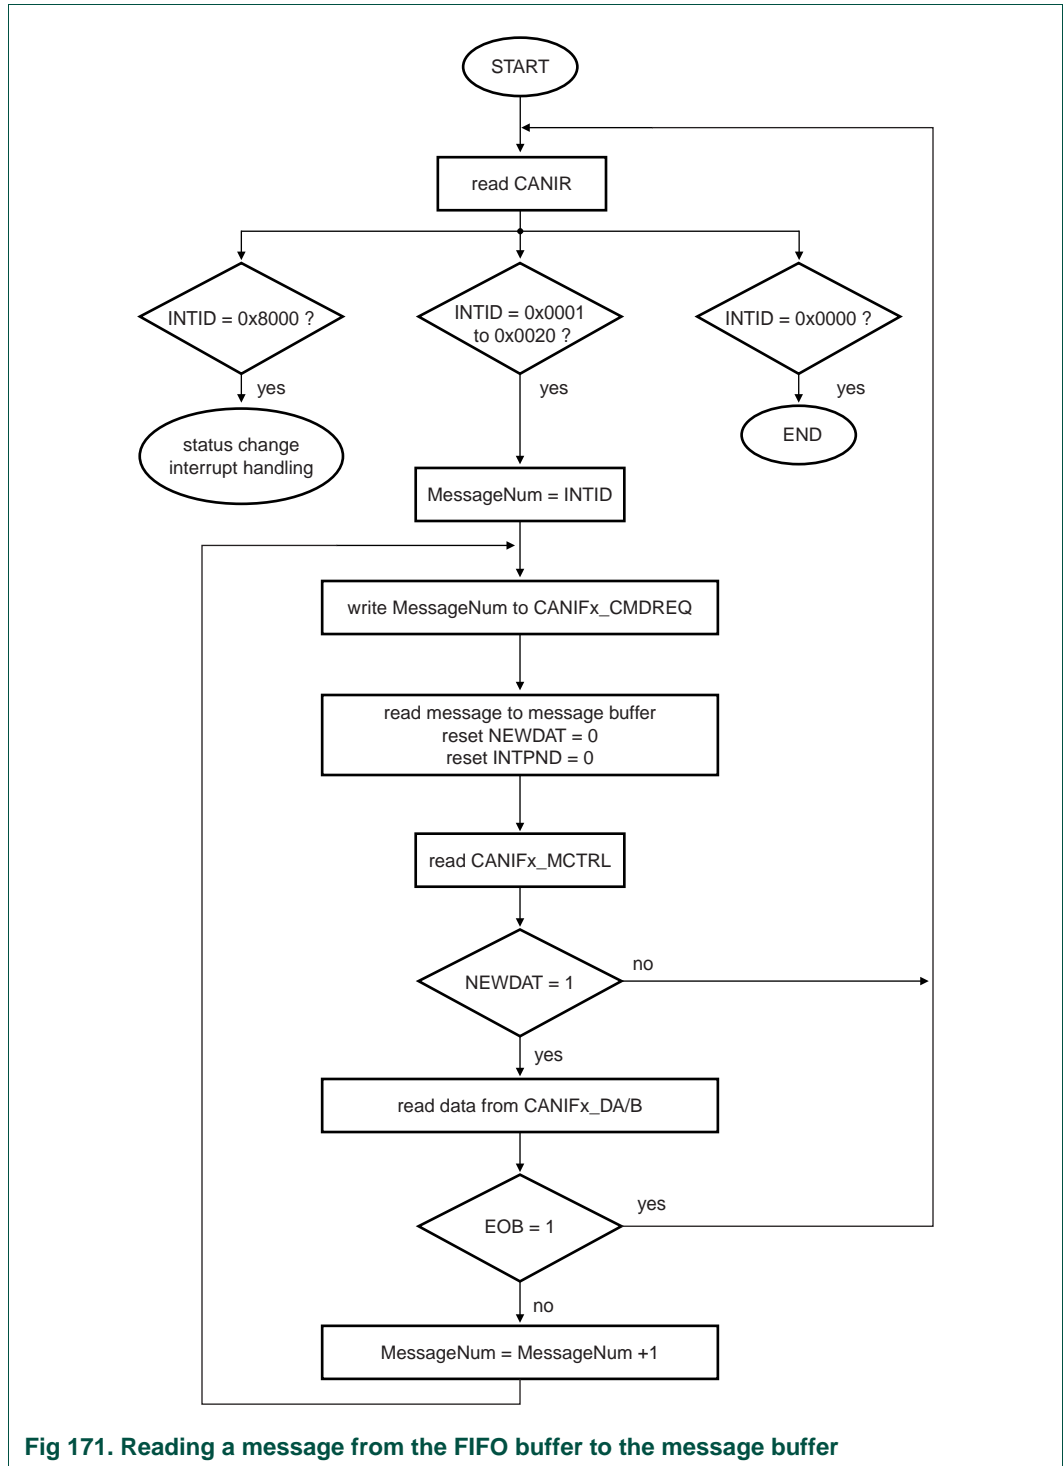 START
read CANIR
INTID = 0x8000 ?
INTID = 0x0001
to 0x0020 ?
INTID = 0x0000 ?
yes
yes
yes
status change
interrupt handling
END
MessageNum = INTID
write MessageNum to CANIFx_CMDREQ
read message to message buffer
reset NEWDAT = 0
reset INTPND = 0
read CANIFx_MCTRL
NEWDAT = 1
no
yes
read data from CANIFx_DA/B
EOB = 1
yes
no
MessageNum = MessageNum +1
Fig 171. Reading a message from the FIFO buffer to the message buffer